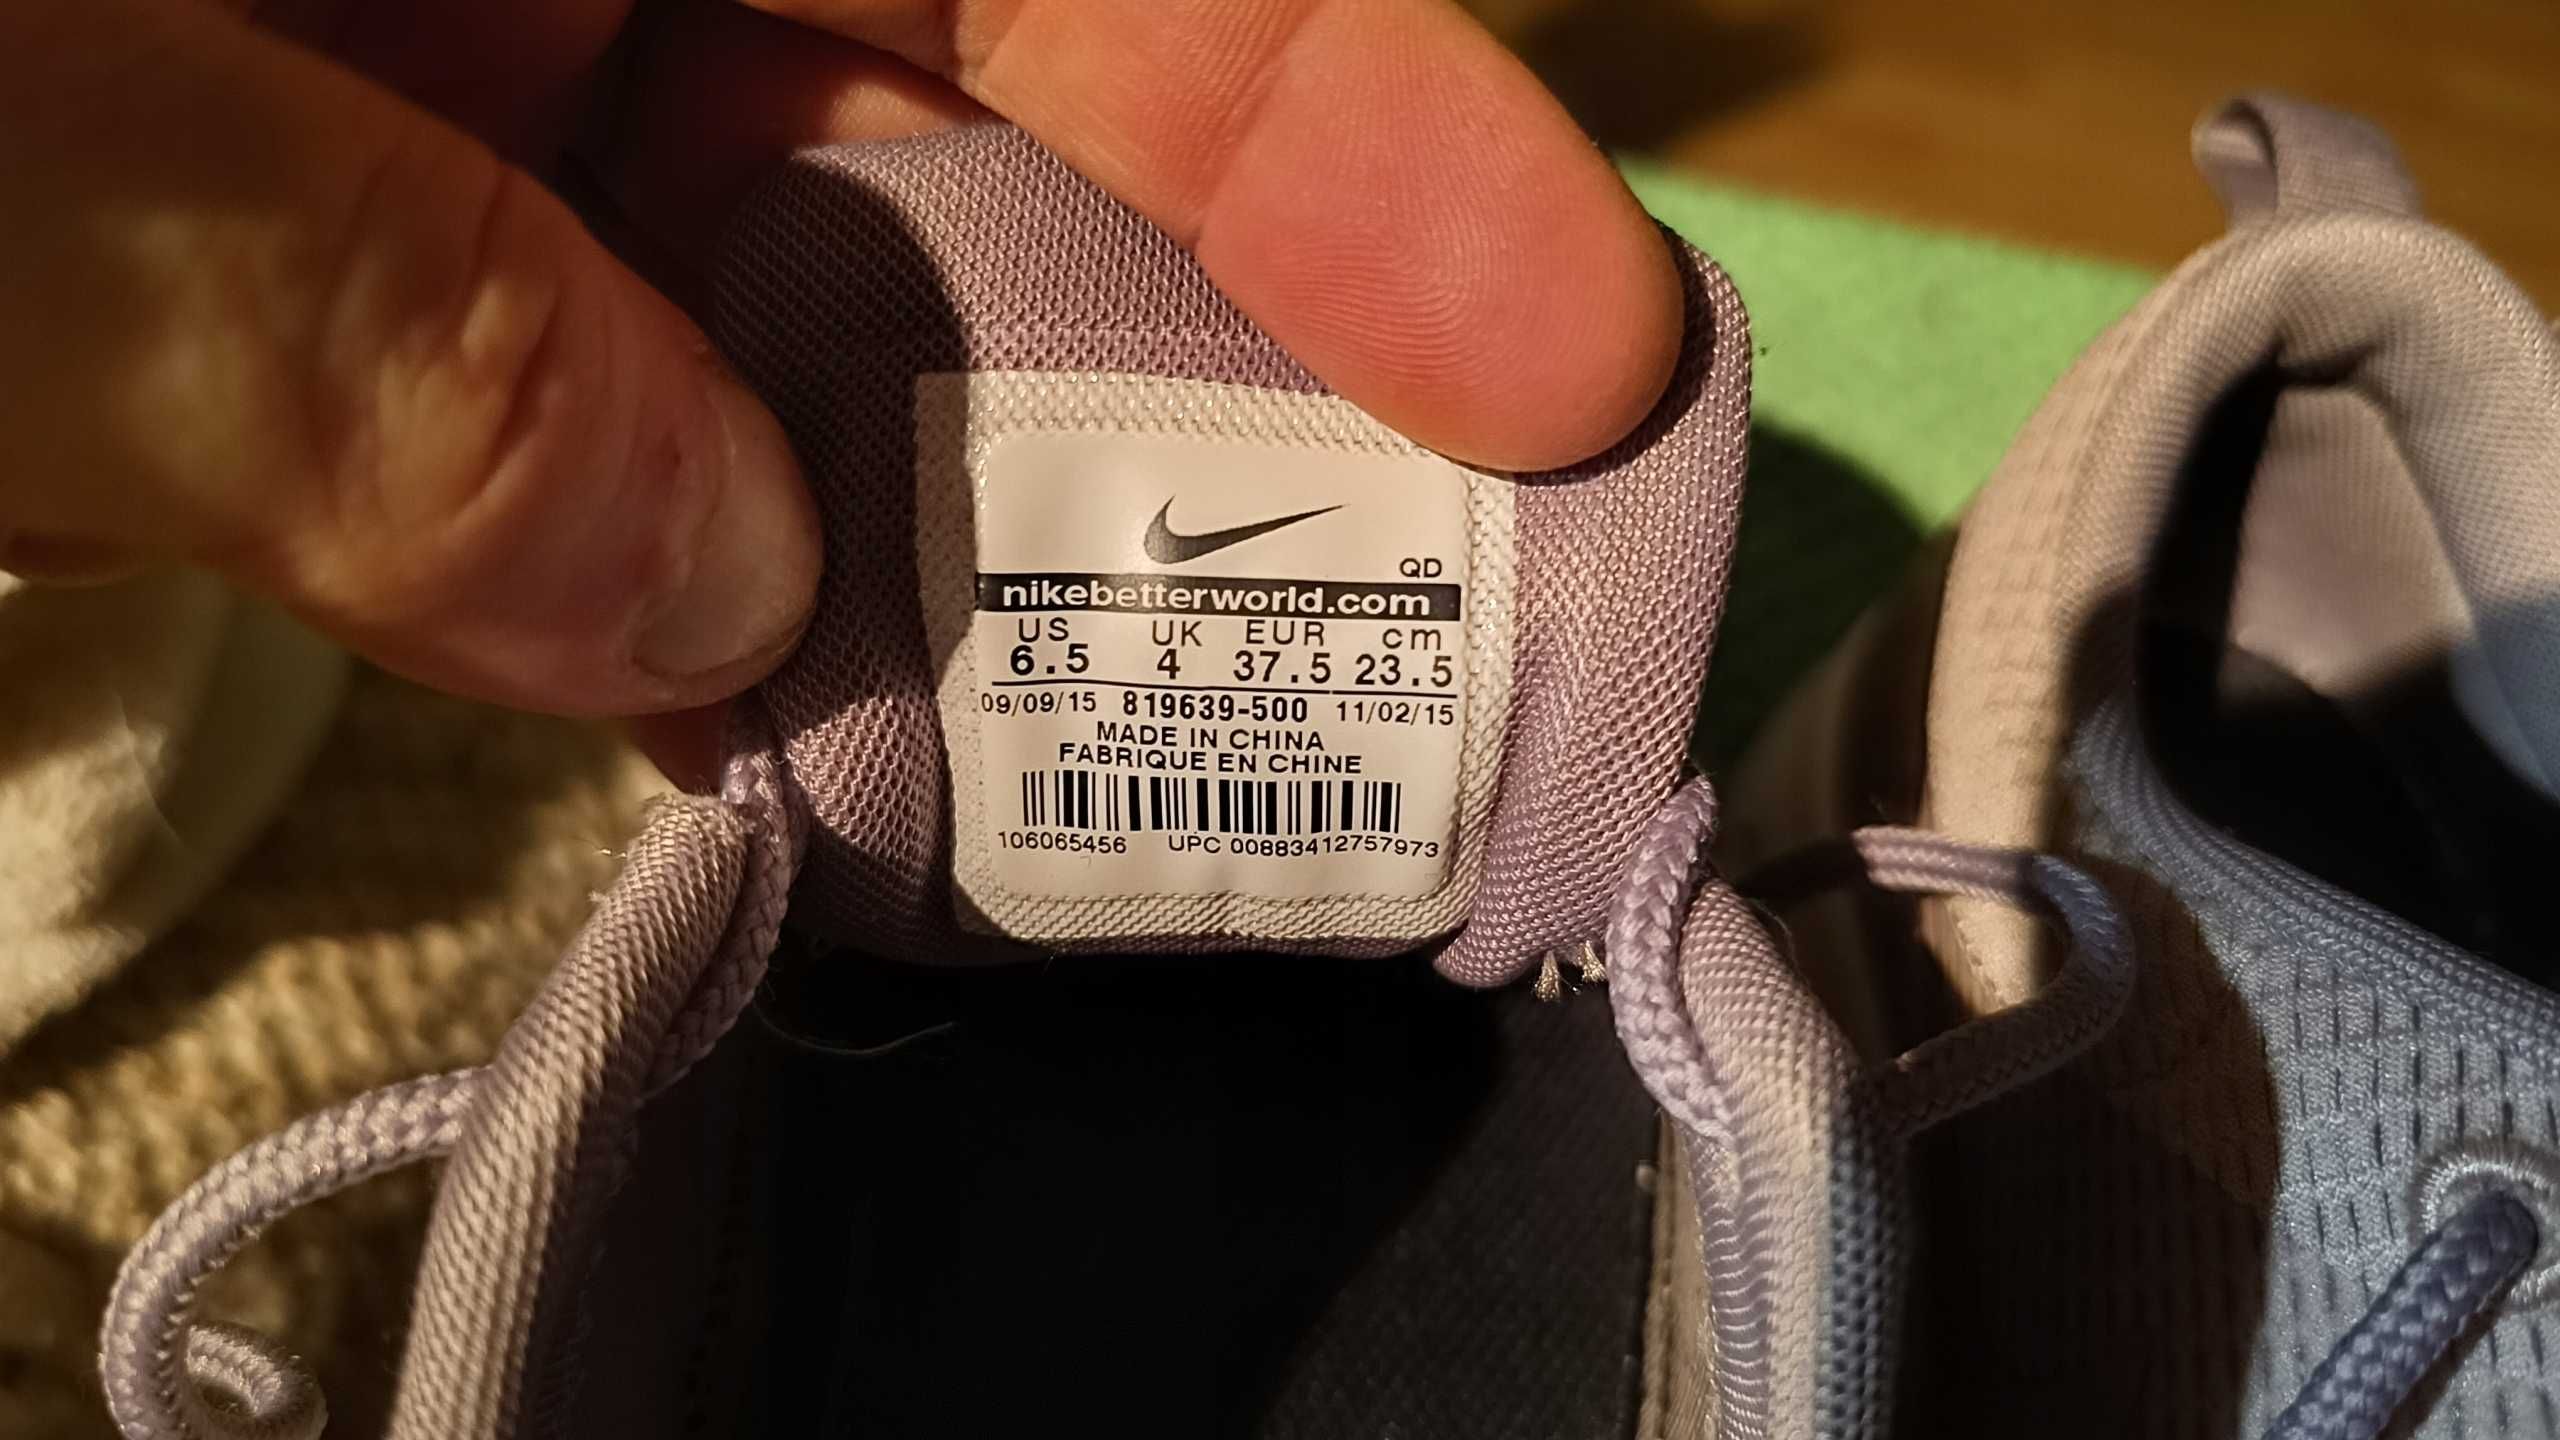 QD
nikebetterworld.com
US UK EUR cm
6.5 4 37.5 23.5
09/09/15 819639-500 11/02/15
MADE IN CHINA
FABRIQUE EN CHINE
106065456 UPC 00883412757973